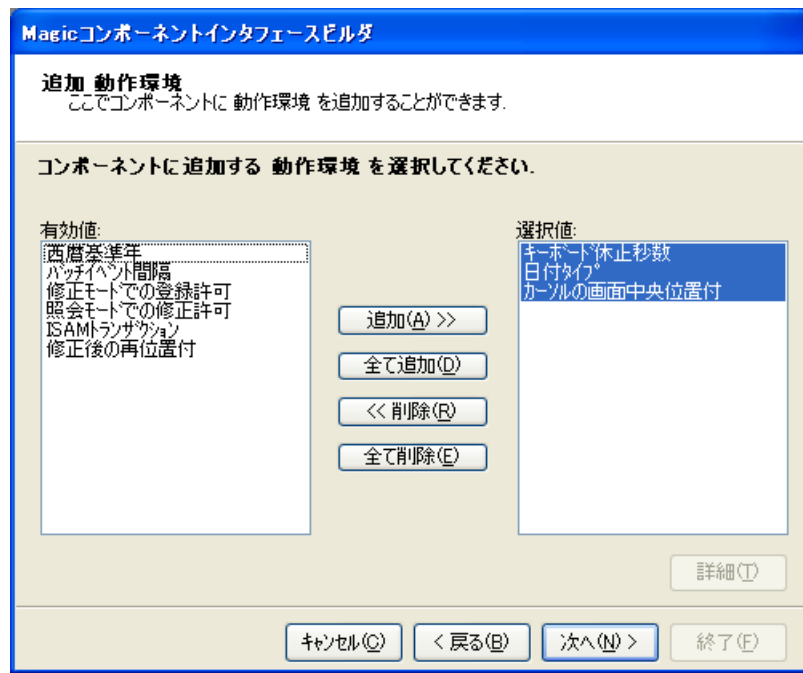 Magicコンポーネントインタフェースビルダ
追加 動作環境
ここでコンポーネントに 動作環境 を追加することができます.
コンポーネントに追加する 動作環境 を選択してください.
有効値:
西暦基準年
バッチイベント間隔
修正モードでの登録許可
照会モードでの修正許可
ISAMトランザクション
修正後の再位置付
追加(A) >>
全て追加(D)
<< 削除(R)
全て削除(E)
選択値:
キーボード休止秒数
日付タイプ
カーソルの画面中央位置付
詳細(T)
キャンセル(C)
< 戻る(B)
次へ(N) >
終了(F)